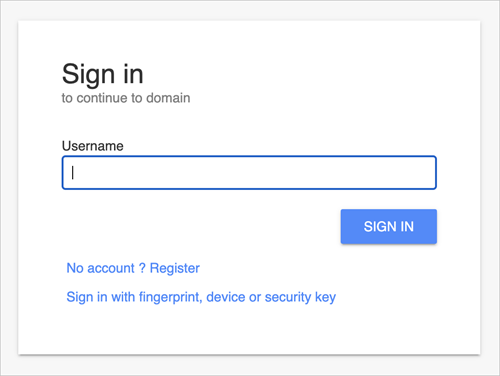 Sign in
to continue to domain
Username
SIGN IN
No account ? Register
Sign in with fingerprint, device or security key